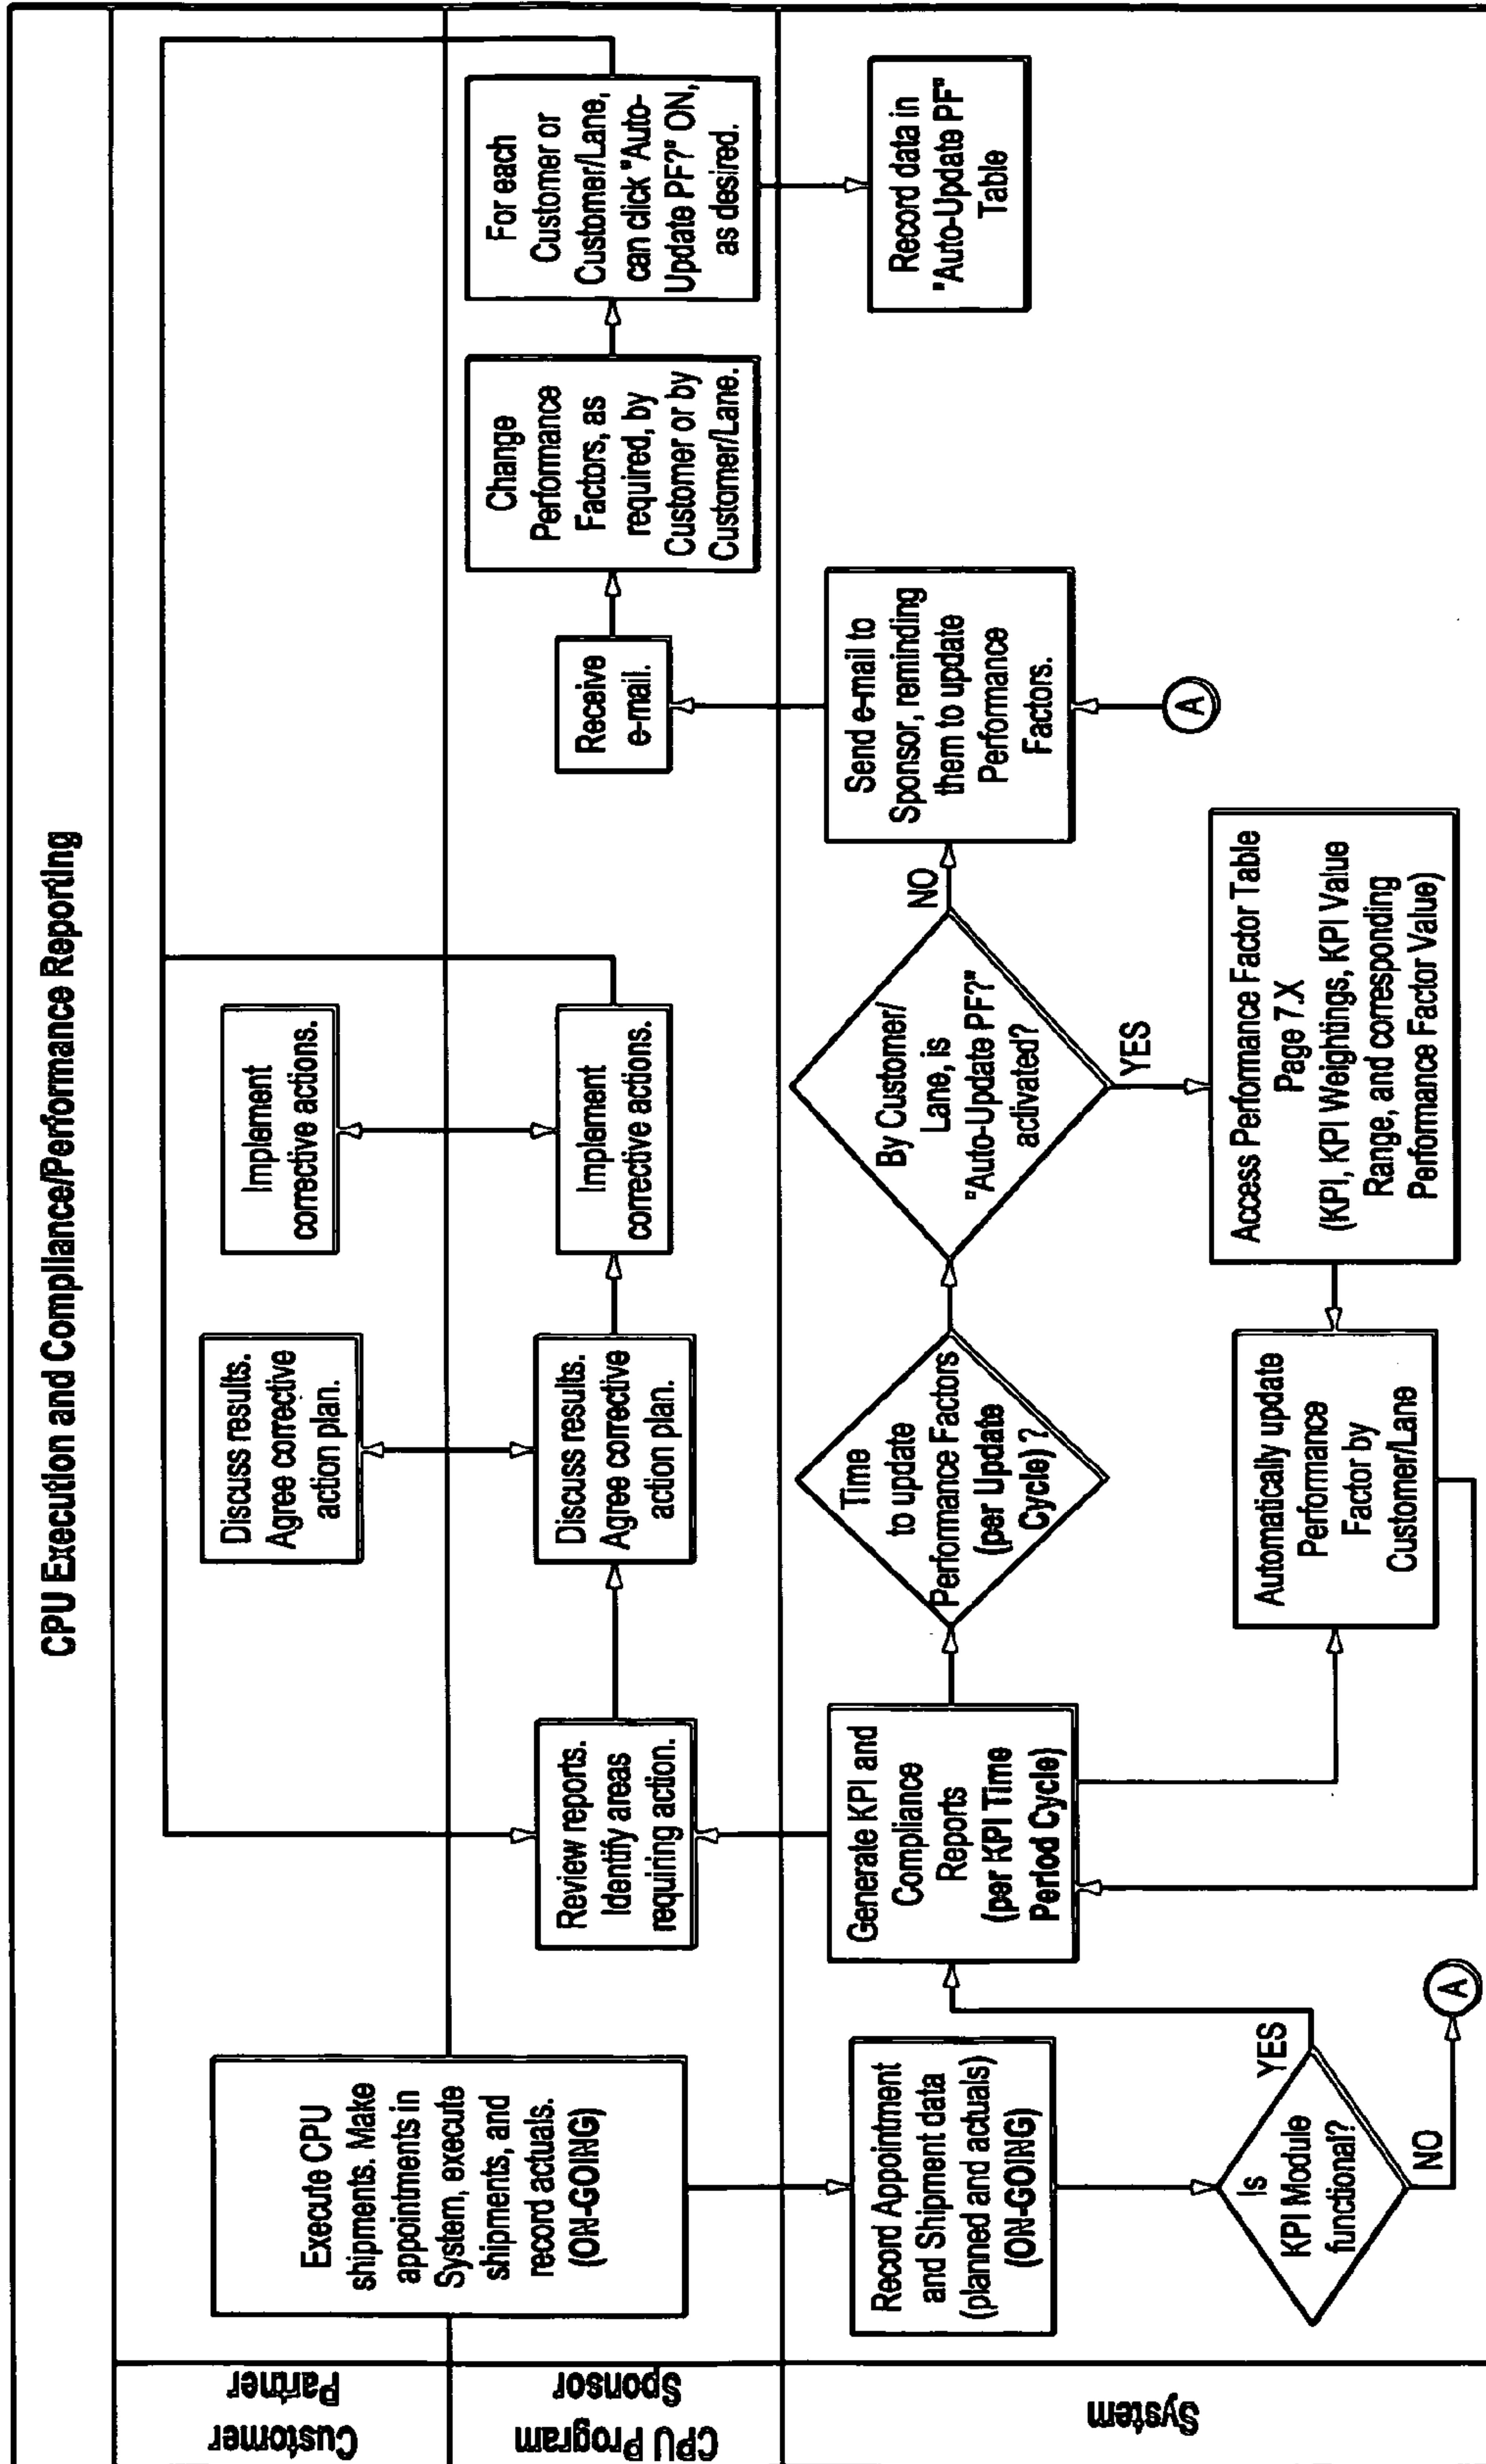 CPU Execution and Compliance/Performance Reporting
Customer
Partner
Execute CPU
shipments. Make
appointments in
System, execute
shipments, and
record actuals.
(ON-GOING)
Discuss results.
Agree corrective
action plan.
Implement
corrective actions.
CPU Program
Sponsor
Review reports.
Identify areas
requiring action.
Discuss results.
Agree corrective
action plan.
Implement
corrective actions.
Receive
e-mail.
Change
Performance
Factors, as
required, by
Customer or by
Customer/Lane.
For each
Customer or
Customer/Lane,
can click "Auto-
Update PF?" ON,
as desired.
System
Record Appointment
and Shipment data
(planned and actuals)
(ON-GOING)
Is
KPI Module
functional?
YES
NO
A
Generate KPI and
Compliance
Reports
(per KPI Time
Period Cycle)
Time
to update
Performance Factors
(per Update
Cycle) ?
By Customer/
Lane, is
"Auto-Update PF?"
activated?
NO
YES
Automatically update
Performance
Factor by
Customer/Lane
Access Performance Factor Table
Page 7.X
(KPI, KPI Weightings, KPI Value
Range, and corresponding
Performance Factor Value)
Send e-mail to
Sponsor, reminding
them to update
Performance
Factors.
A
Record data in
"Auto-Update PF"
Table